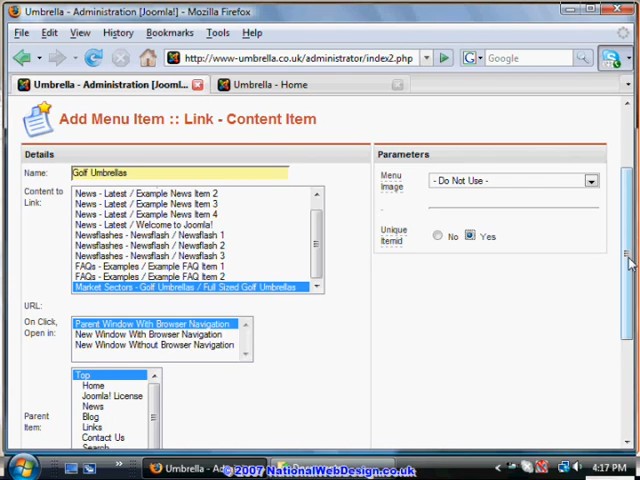 Umbrella - Administration [Joomla!] - Mozilla Firefox
File Edit View History Bookmarks Tools Help
http://www-umbrella.co.uk/administrator/index2.php
Google
Umbrella - Administration [Jooml...
Umbrella - Home
Add Menu Item :: Link - Content Item
Details
Name: Golf Umbrellas
Content to Link:
News - Latest / Example News Item 2
News - Latest / Example News Item 3
News - Latest / Example News Item 4
News - Latest / Welcome to Joomla!
Newsflashes - Newsflash / Newsflash 1
Newsflashes - Newsflash / Newsflash 2
Newsflashes - Newsflash / Newsflash 3
FAQs - Examples / Example FAQ Item 1
FAQs - Examples / Example FAQ Item 2
Market Sectors - Golf Umbrellas / Full Sized Golf Umbrellas
URL:
On Click, Open in:
Parent Window With Browser Navigation
New Window With Browser Navigation
New Window Without Browser Navigation
Parent Item:
Top
Home
Joomla! License
News
Blog
Links
Contact Us
Search
Parameters
Menu Image
- Do Not Use -
Unique Itemid
No Yes
Umbrella - Ad
© 2007 NationalWebDesign.co.uk
4:17 PM